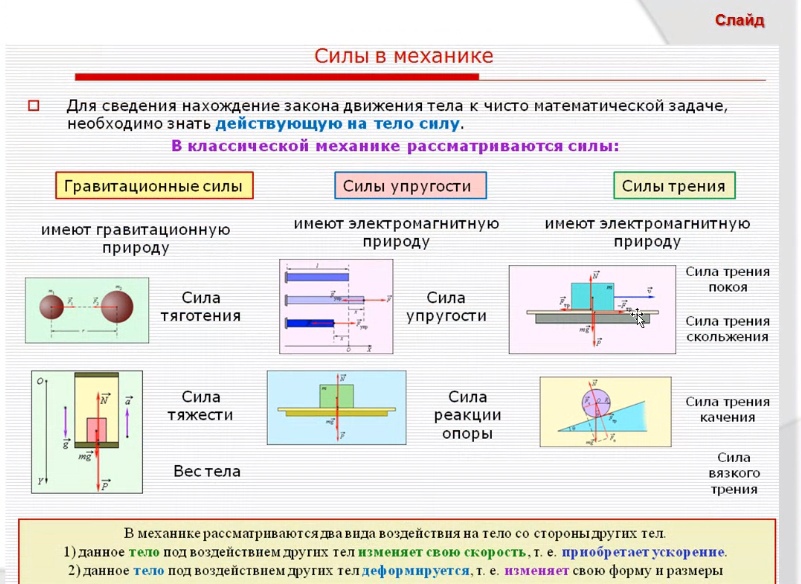 Слайд
Силы в механике
Для сведения нахождение закона движения тела к чисто математической задаче,
необходимо знать действующую на тело силу.
В классической механике рассматриваются силы:
Гравитационные силы
Силы упругости
Силы трения
имеют гравитационную
природу
имеют электромагнитную
природу
имеют электромагнитную
природу
Сила
тяготения
Сила
упругости
Сила трения
покоя
Сила трения
скольжения
Сила
тяжести
Сила
реакции
опоры
Сила трения
качения
Вес тела
Сила
вязкого
трения
O
N
a
g
mg
Y
P
В механике рассматриваются два вида воздействия на тело со стороны других тел.
1) данное тело под воздействием других тел изменяет свою скорость, т. е. приобретает ускорение.
2) данное тело под воздействием других тел деформируется, т. е. изменяет свою форму и размеры